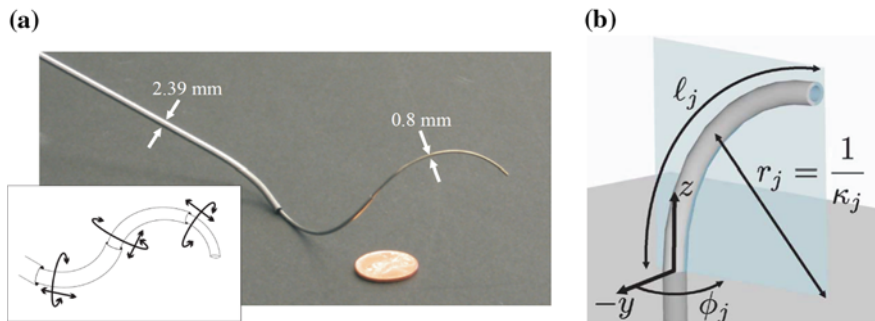 (a)
2.39 mm
0.8 mm
(b)
ℓj
rj = 1/κj
z
−y
ϕj